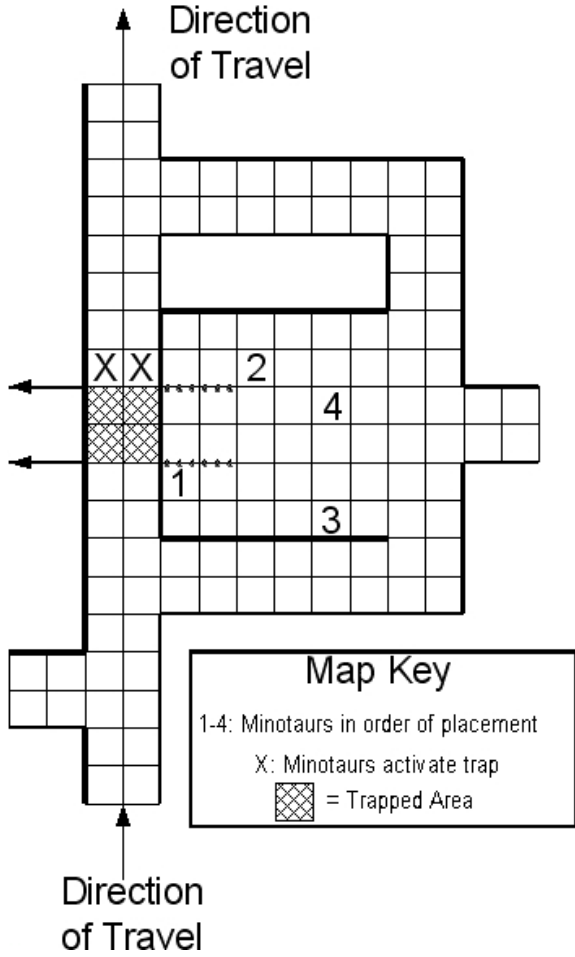 Direction
of Travel
X X 2
4
1
3
Map Key
1-4: Minotaurs in order of placement
X: Minotaurs activate trap
= Trapped Area
Direction
of Travel